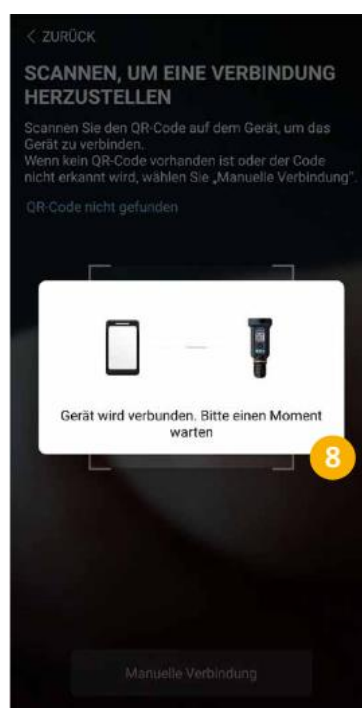 < ZURÜCK
SCANNEN, UM EINE VERBINDUNG
HERZUSTELLEN
Scannen Sie den QR-Code auf dem Gerät, um das
Gerät zu verbinden.
Wenn kein QR-Code vorhanden ist oder der Code
nicht erkannt wird, wählen Sie „Manuelle Verbindung".
QR-Code nicht gefunden
Gerät wird verbunden. Bitte einen Moment
warten
8
Manuelle Verbindung